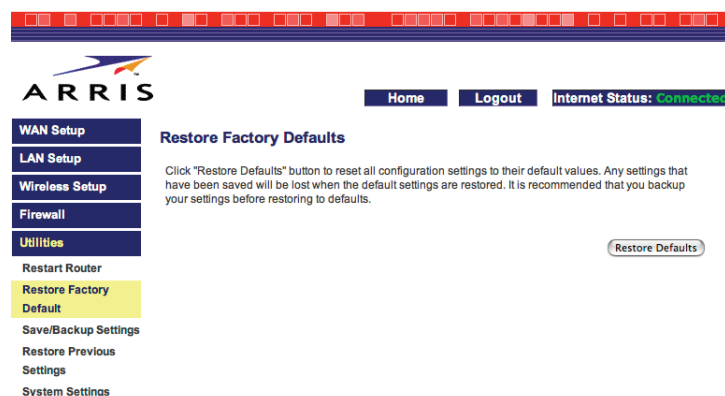 ARRIS
Home
Logout
Internet Status: Connected
WAN Setup
LAN Setup
Wireless Setup
Firewall
Utilities
Restart Router
Restore Factory
Default
Save/Backup Settings
Restore Previous
Settings
System Settings
Restore Factory Defaults
Click "Restore Defaults" button to reset all configuration settings to their default values. Any settings that
have been saved will be lost when the default settings are restored. It is recommended that you backup
your settings before restoring to defaults.
Restore Defaults